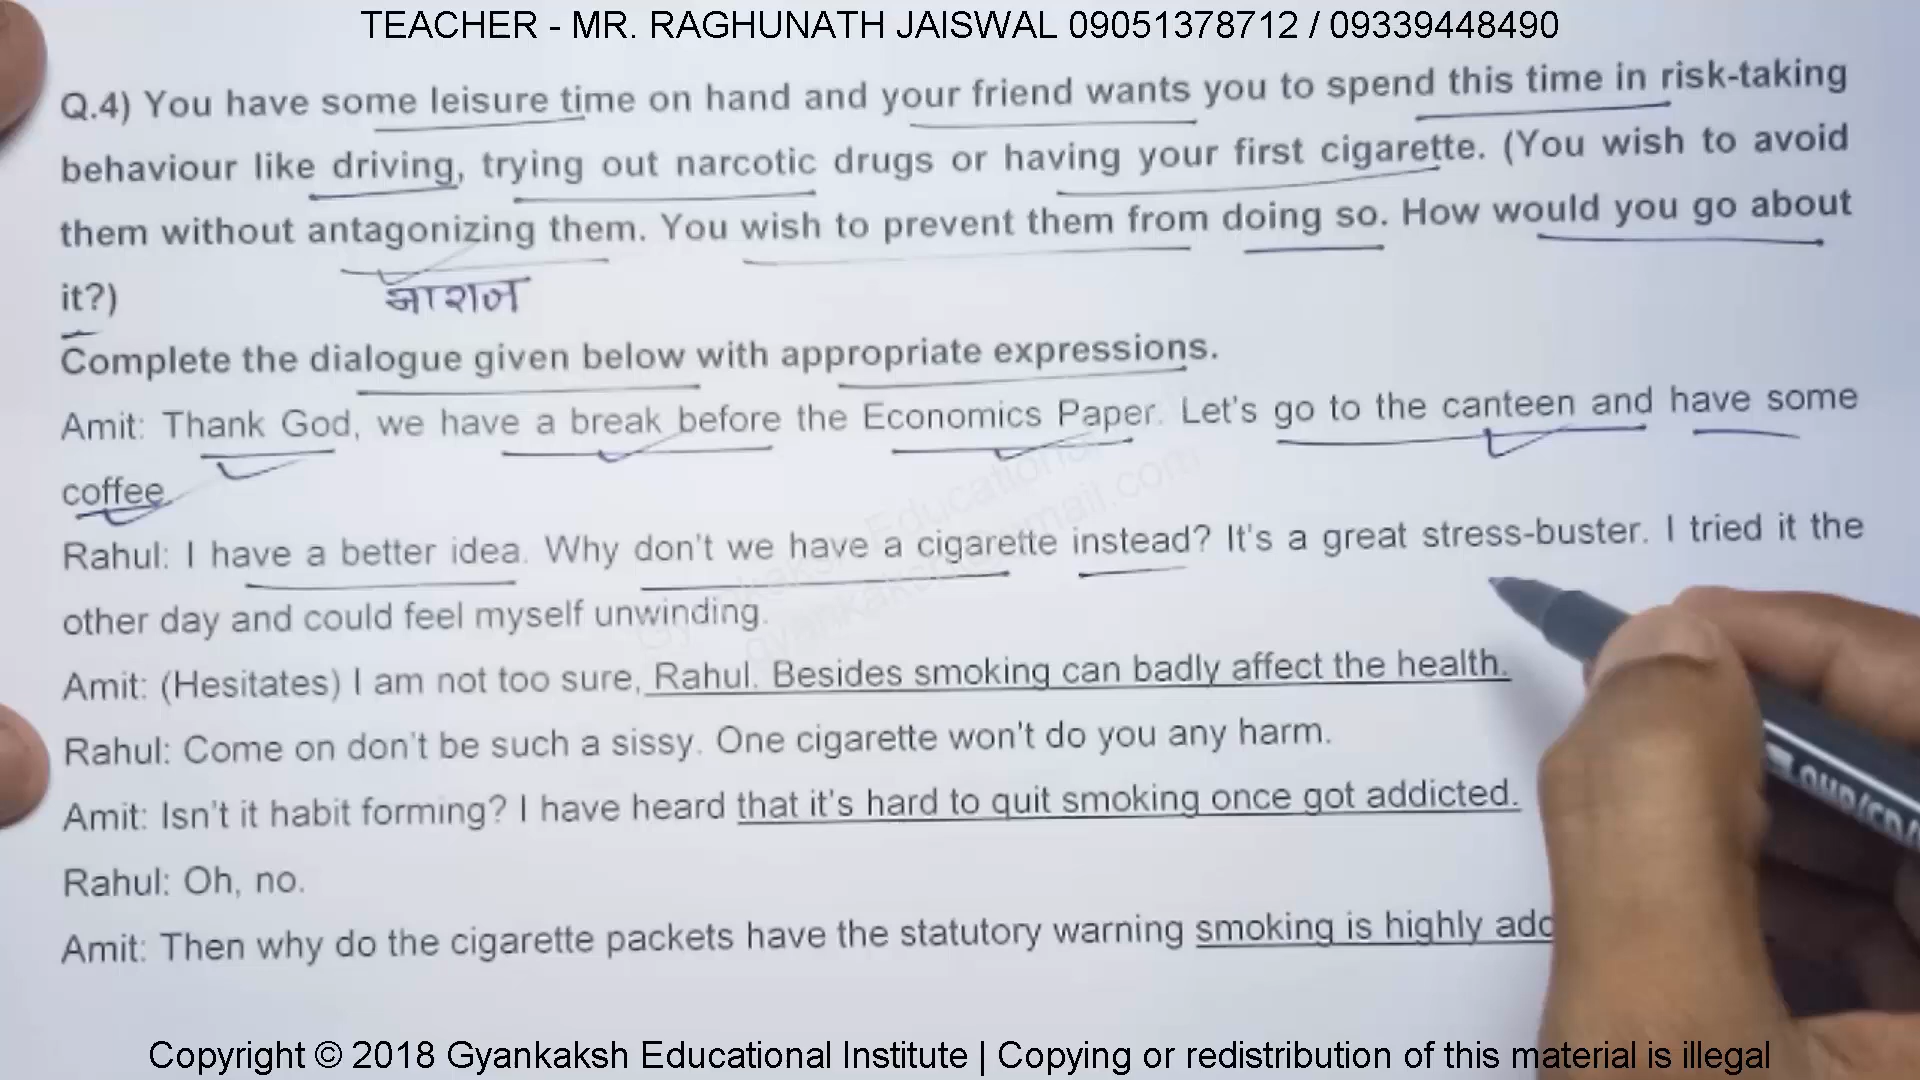 TEACHER - MR. RAGHUNATH JAISWAL 09051378712 / 09339448490
Q.4) You have some leisure time on hand and your friend wants you to spend this time in risk-taking
behaviour like driving, trying out narcotic drugs or having your first cigarette. (You wish to avoid
them without antagonizing them. You wish to prevent them from doing so. How would you go about
it?)
Complete the dialogue given below with appropriate expressions.
Amit: Thank God, we have a break before the Economics Paper. Let's go to the canteen and have some
coffee.
Rahul: I have a better idea. Why don't we have a cigarette instead? It's a great stress-buster. I tried it the
other day and could feel myself unwinding.
Amit: (Hesitates) I am not too sure, Rahul. Besides smoking can badly affect the health.
Rahul: Come on don't be such a sissy. One cigarette won't do you any harm.
Amit: Isn't it habit forming? I have heard that it's hard to quit smoking once got addicted.
Rahul: Oh, no.
Amit: Then why do the cigarette packets have the statutory warning smoking is highly
Copyright © 2018 Gyankaksh Educational Institute | Copying or redistribution of this material is illegal